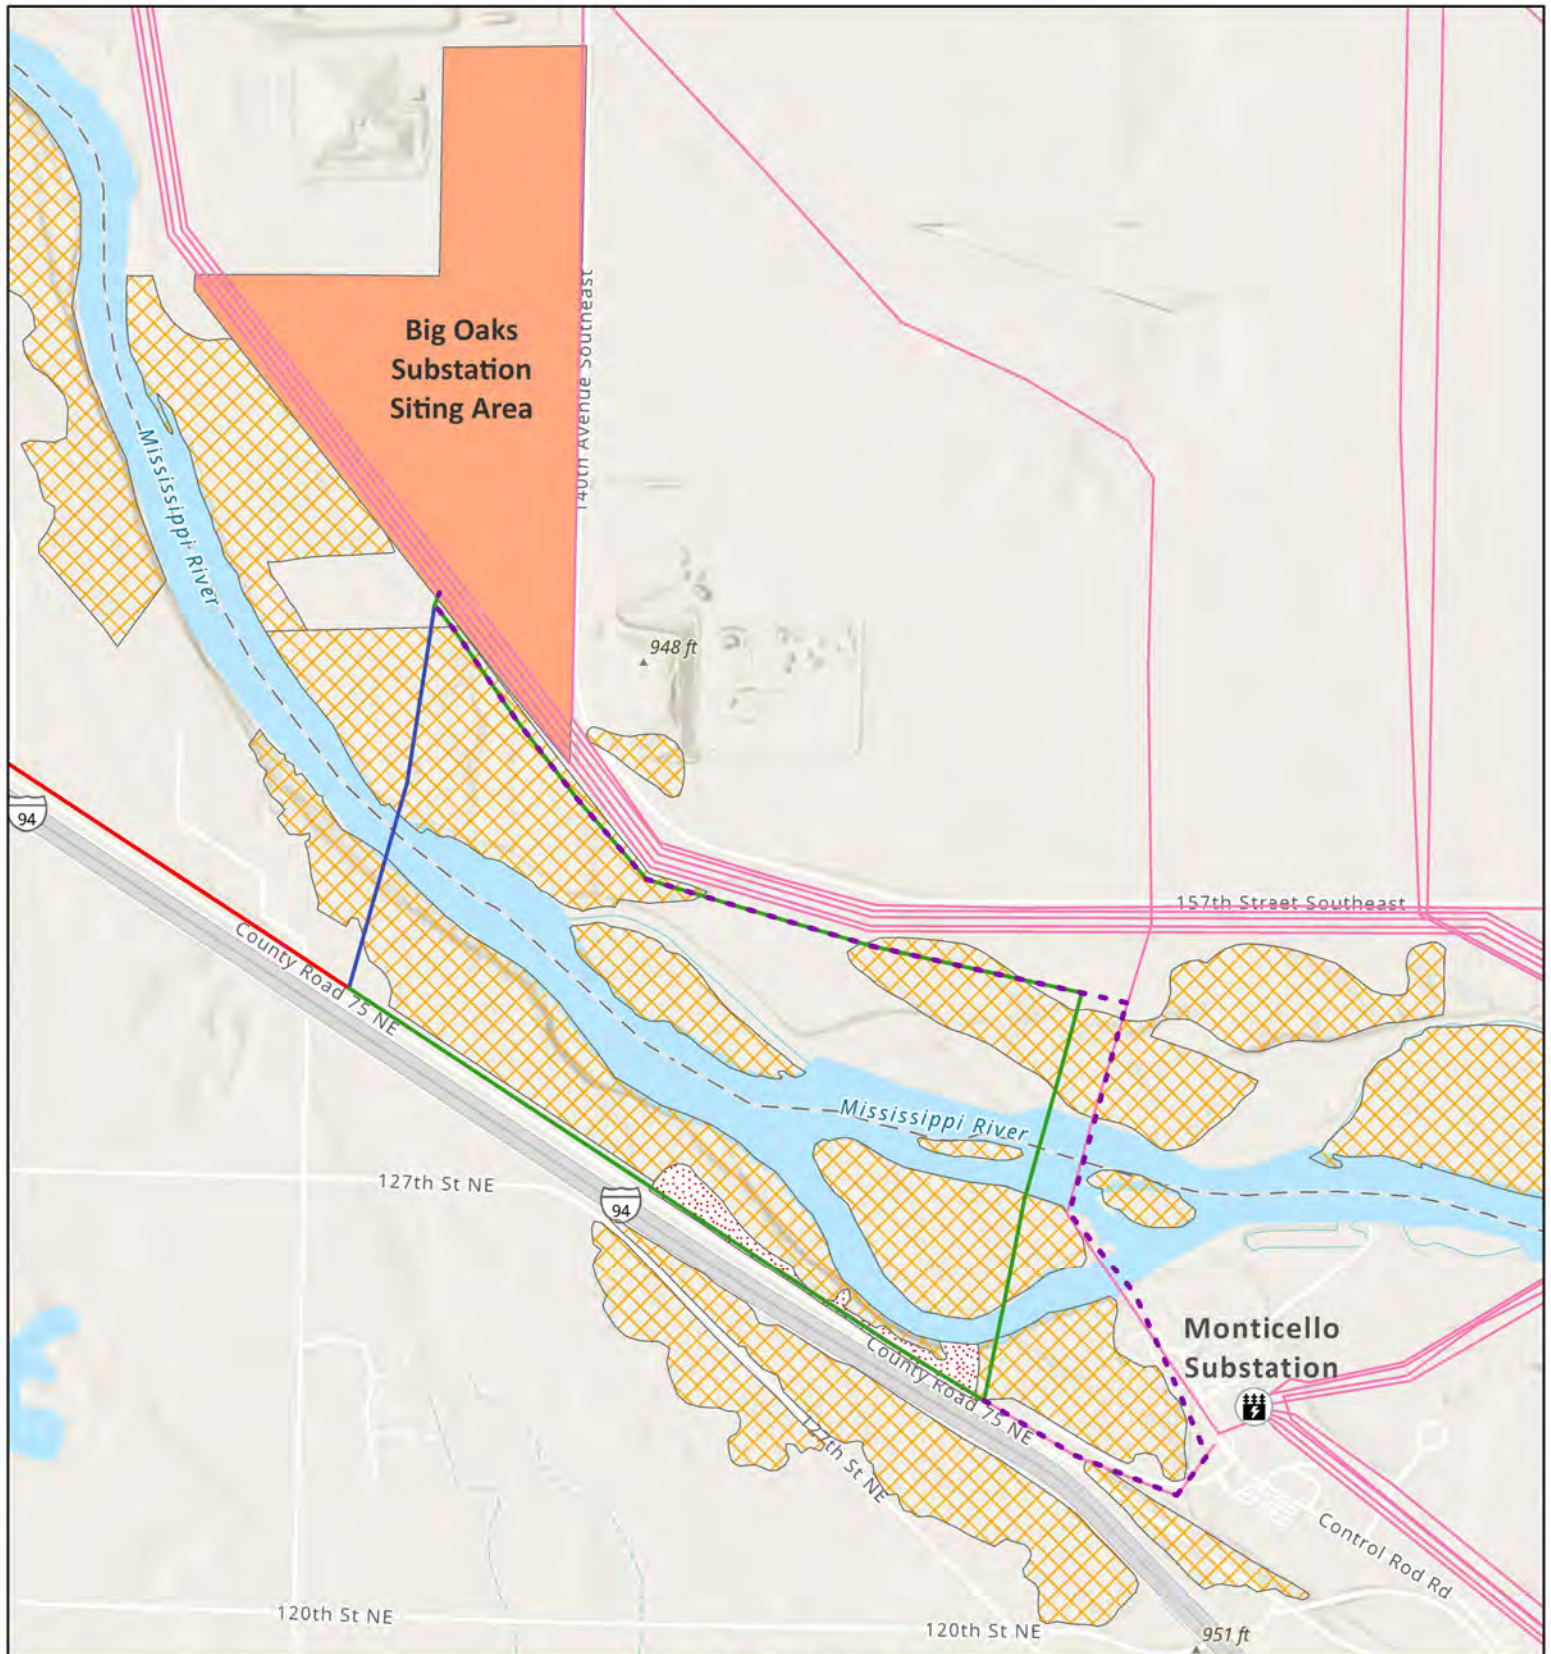 Big Oaks
Substation
Siting Area
140th Avenue Southeast
Mississippi River
948 ft
94
157th Street Southeast
County Road 75 NE
Mississippi River
127th St NE
94
Monticello
Substation
County Road 75 NE
127th St NE
Control Rod Rd
120th St NE
120th St NE
951 ft